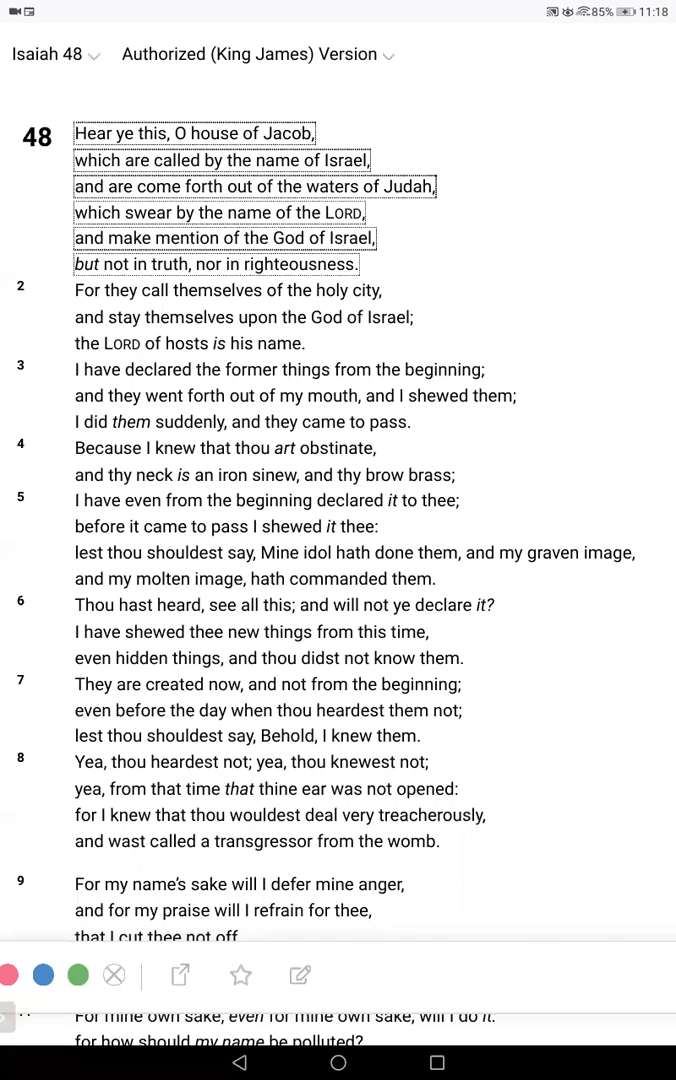 85% 11:18
Isaiah 48 Authorized (King James) Version
48 Hear ye this, O house of Jacob,
which are called by the name of Israel,
and are come forth out of the waters of Judah,
which swear by the name of the LORD,
and make mention of the God of Israel,
but not in truth, nor in righteousness.
2 For they call themselves of the holy city,
and stay themselves upon the God of Israel;
the LORD of hosts is his name.
3 I have declared the former things from the beginning;
and they went forth out of my mouth, and I shewed them;
I did them suddenly, and they came to pass.
4 Because I knew that thou art obstinate,
and thy neck is an iron sinew, and thy brow brass;
5 I have even from the beginning declared it to thee;
before it came to pass I shewed it thee:
lest thou shouldest say, Mine idol hath done them, and my graven image,
and my molten image, hath commanded them.
6 Thou hast heard, see all this; and will not ye declare it?
I have shewed thee new things from this time,
even hidden things, and thou didst not know them.
7 They are created now, and not from the beginning;
even before the day when thou heardest them not;
lest thou shouldest say, Behold, I knew them.
8 Yea, thou heardest not; yea, thou knewest not;
yea, from that time that thine ear was not opened:
for I knew that thou wouldest deal very treacherously,
and wast called a transgressor from the womb.
9 For my name's sake will I defer mine anger,
and for my praise will I refrain for thee,
that I cut thee not off
For mine own sake, even for mine own sake, will I do it:
for how should my name be polluted?